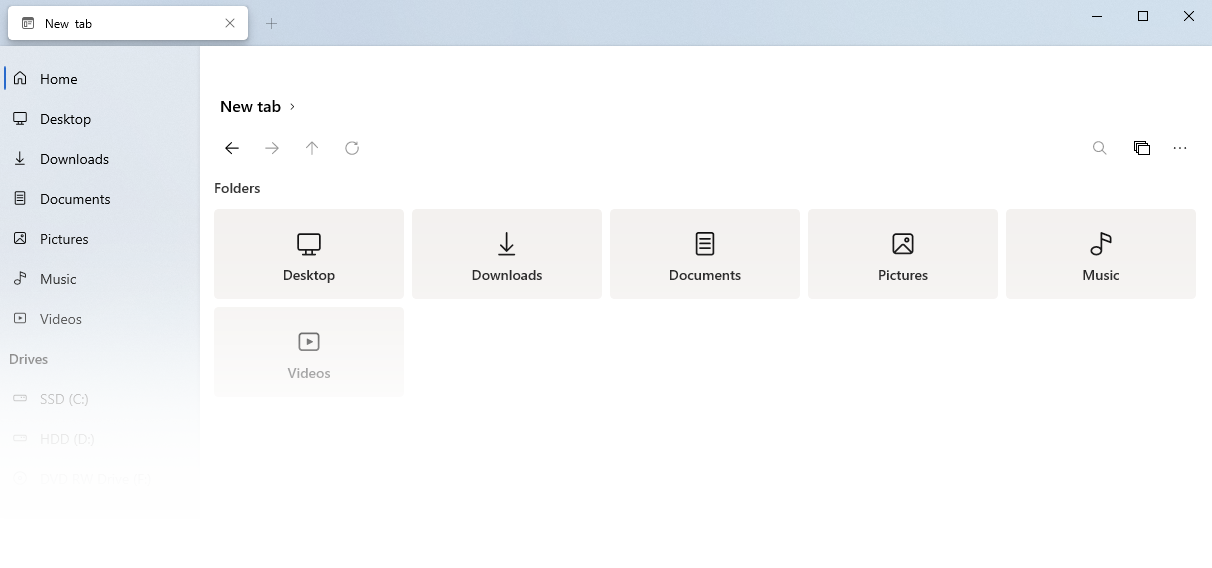 New tab
Home
Desktop
Downloads
Documents
Pictures
Music
Videos
Drives
SSD (C:)
HDD (D:)
New tab
Folders
Desktop
Downloads
Documents
Pictures
Music
Videos